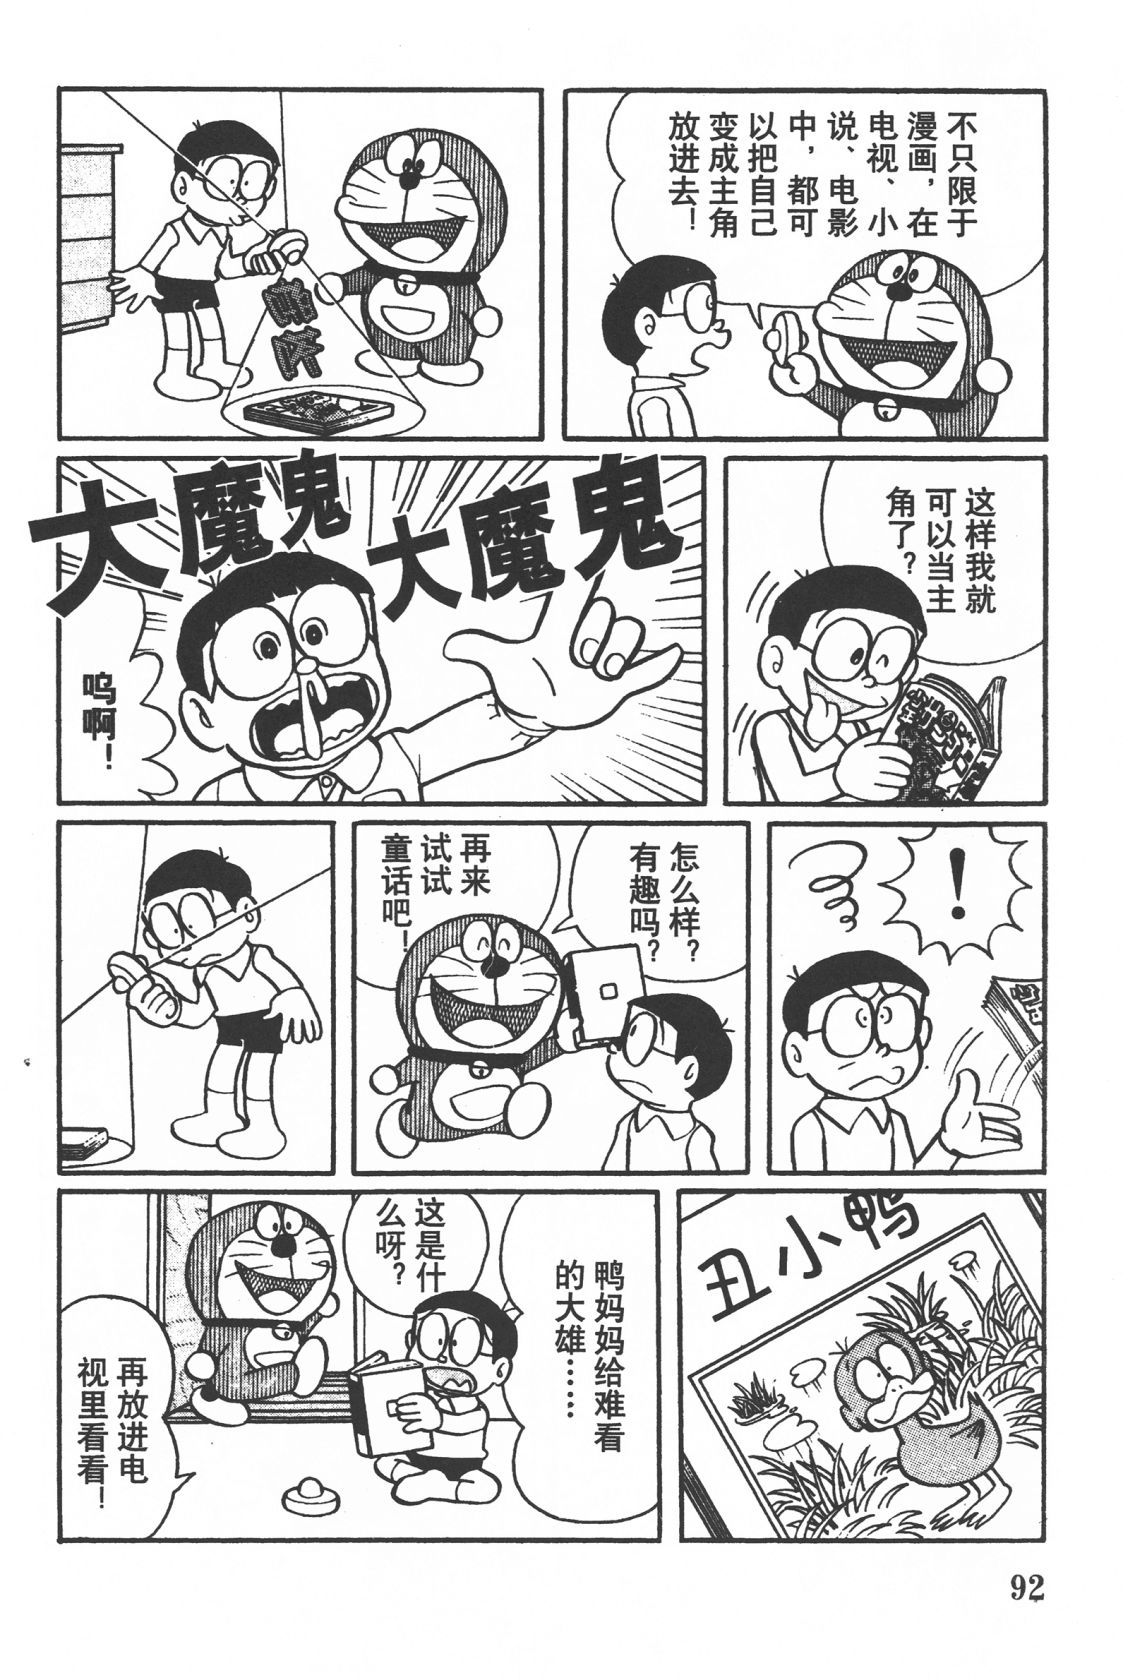 不只限于
漫画，在
电视、小
说、电影
中，都可
以把自己
变成主角
放进去！
咔嚓
这样我就
可以当主
角了？
大魔鬼
大魔鬼
呜啊！
！
怎么样？
有趣吗？
再来
试试
童话吧！
丑小鸭
鸭妈妈给难看
的大雄……
这是什
么呀？
再放进电
视里看看！
92